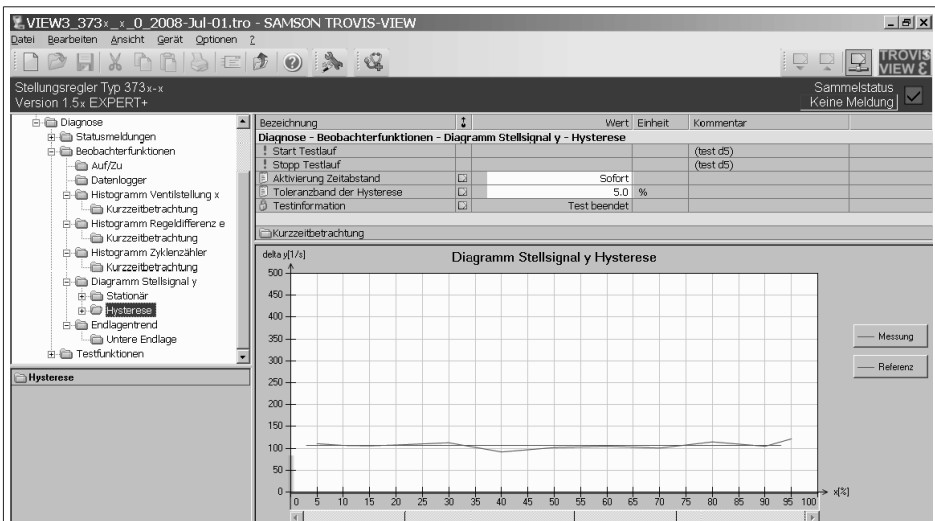 VIEW3_373x_x_0_2008-Jul-01.tro - SAMSON TROVIS-VIEW
Datei Bearbeiten Ansicht Gerät Optionen ?
TROVIS
VIEW
Stellungsregler Typ 373x-x
Version 1.5x EXPERT+
Sammelstatus
Keine Meldung
Diagnose
Statusmeldungen
Beobachterfunktionen
Auf/Zu
Datenlogger
Histogramm Ventilstellung x
Kurzzeitbetrachtung
Histogramm Regeldifferenz e
Kurzzeitbetrachtung
Histogramm Zyklenzähler
Kurzzeitbetrachtung
Diagramm Stellsignal y
Stationär
Hysterese
Endlagentrend
Untere Endlage
Testfunktionen
Hysterese
Bezeichnung Wert Einheit Kommentar
Diagnose - Beobachterfunktionen - Diagramm Stellsignal y - Hysterese
! Start Testlauf (test d5)
! Stopp Testlauf (test d5)
Aktivierung Zeitabstand Sofort
Toleranzband der Hysterese 5.0 %
Testinformation Test beendet
Kurzzeitbetrachtung
delta y[1/s]
Diagramm Stellsignal y Hysterese
500
450
400
350
300
250
200
150
100
50
0
0 5 10 15 20 25 30 35 40 45 50 55 60 65 70 75 80 85 90 95 100
x[%]
Messung
Referenz